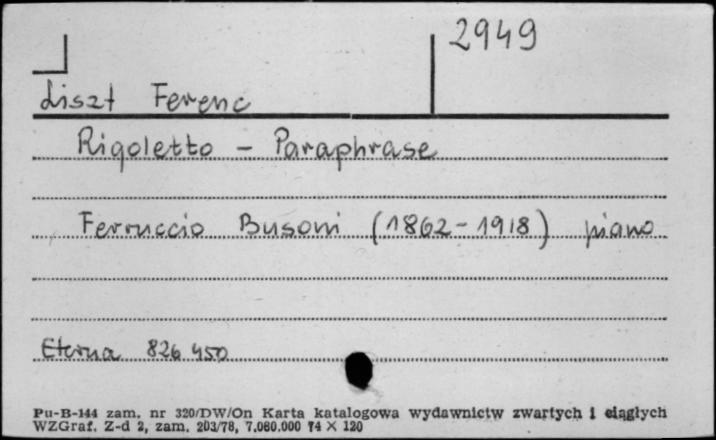 2949
Liszt Ferenc
Rigoletto - Paraphrase
Ferruccio Busoni (1862-1918) piano
Eterna 826 450
Pu-B-144 zam. nr 320/DW/On Karta katalogowa wydawnictw zwartych i ciągłych
WZGraf. Z-d 2, zam. 203/78, 7.080.000 74 × 120